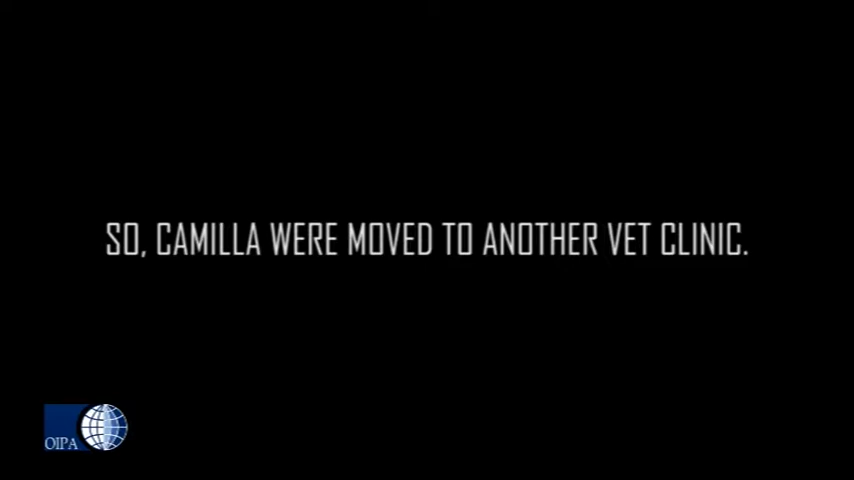 SO, CAMILLA WERE MOVED TO ANOTHER VET CLINIC.
OIPA